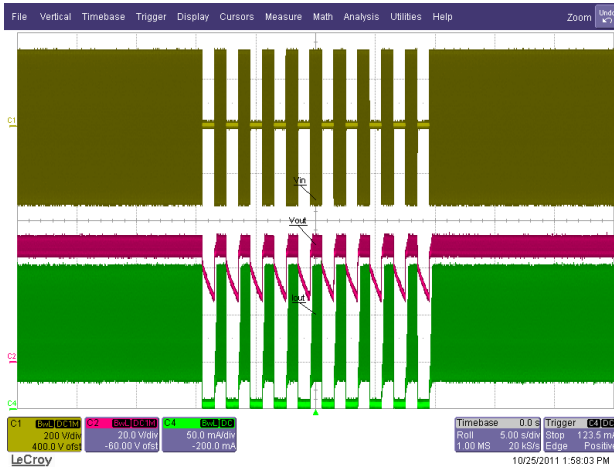 File Vertical Timebase Trigger Display Cursors Measure Math Analysis Utilities Help Zoom Undo
C1
Vin
Vout
Iout
C2
C4
C1 BwL DC1M
200 V/div
400.0 V ofst
C2 BwL DC1M
20.0 V/div
-60.00 V ofst
C4 BwL DC
50.0 mA/div
-200.0 mA
Timebase 0.0 s
Roll 5.00 s/div
1.00 MS 20 kS/s
Trigger C4 DC
Stop 123.5 mA
Edge Positive
LeCroy
10/25/2011 1:58:03 PM